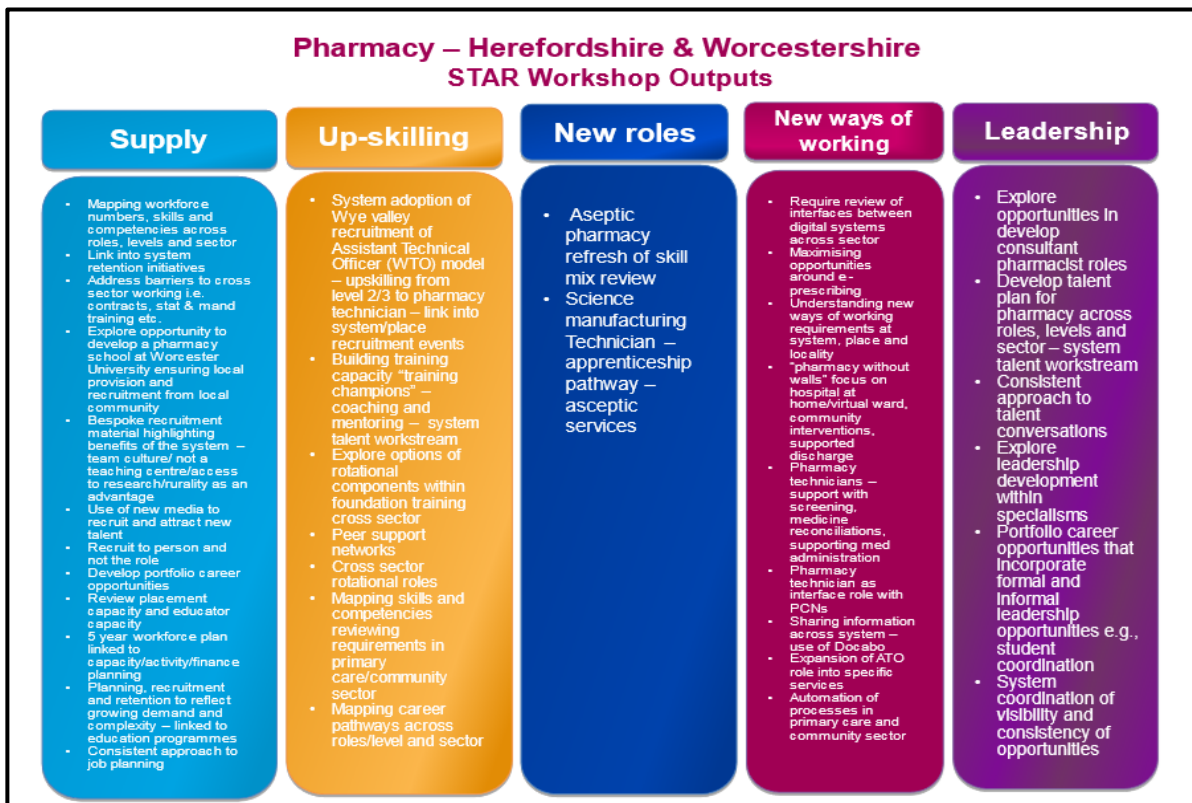 Pharmacy – Herefordshire & Worcestershire
STAR Workshop Outputs
Supply
• Mapping workforce
numbers, skills and
competencies across
roles, levels and sector
• Link into system
retention initiatives
• Address barriers to cross
sector working i.e.
contracts, stat & mand
training etc.
• Explore opportunity to
develop a pharmacy
school at Worcester
University ensuring local
provision and
recruitment from local
community
• Bespoke recruitment
material highlighting
benefits of the system –
team culture/ not a
teaching centre/access
to research/rurality as an
advantage
• Use of new media to
recruit and attract new
talent
• Recruit to person and
not the role
• Develop portfolio career
opportunities
• Review placement
capacity and educator
capacity
• 5 year workforce plan
linked to
capacity/activity/finance
planning
• Planning, recruitment
and retention to reflect
growing demand and
complexity – linked to
education programmes
• Consistent approach to
job planning
Up-skilling
• System adoption of
Wye valley
recruitment of
Assistant Technical
Officer (WTO) model
– upskilling from
level 2/3 to pharmacy
technician – link into
system/place
recruitment events
• Building training
capacity “training
champions” –
coaching and
mentoring – system
talent workstream
• Explore options of
rotational
components within
foundation training
cross sector
• Peer support
networks
• Cross sector
rotational roles
• Mapping skills and
competencies
reviewing
requirements in
primary
care/community
sector
• Mapping career
pathways across
roles/level and sector
New roles
• Aseptic
pharmacy
refresh of skill
mix review
• Science
manufacturing
Technician –
apprenticeship
pathway –
asceptic
services
New ways of
working
• Require review of
interfaces between
digital systems
across sector
• Maximising
opportunities
around e-
prescribing
• Understanding new
ways of working
requirements at
system, place and
locality
• “pharmacy without
walls” focus on
hospital at
home/virtual ward,
community
interventions,
supported
discharge
• Pharmacy
technicians –
support with
screening,
medicine
reconciliations,
supporting med
administration
• Pharmacy
technician as
interface role with
PCNs
• Sharing information
across system –
use of Docabo
• Expansion of ATO
role into specific
services
• Automation of
processes in
primary care and
community sector
Leadership
• Explore
opportunities in
develop
consultant
pharmacist roles
• Develop talent
plan for
pharmacy across
roles, levels and
sector – system
talent workstream
• Consistent
approach to
talent
conversations
• Explore
leadership
development
within
specialisms
• Portfolio career
opportunities that
incorporate
formal and
informal
leadership
opportunities e.g.,
student
coordination
• System
coordination of
visibility and
consistency of
opportunities